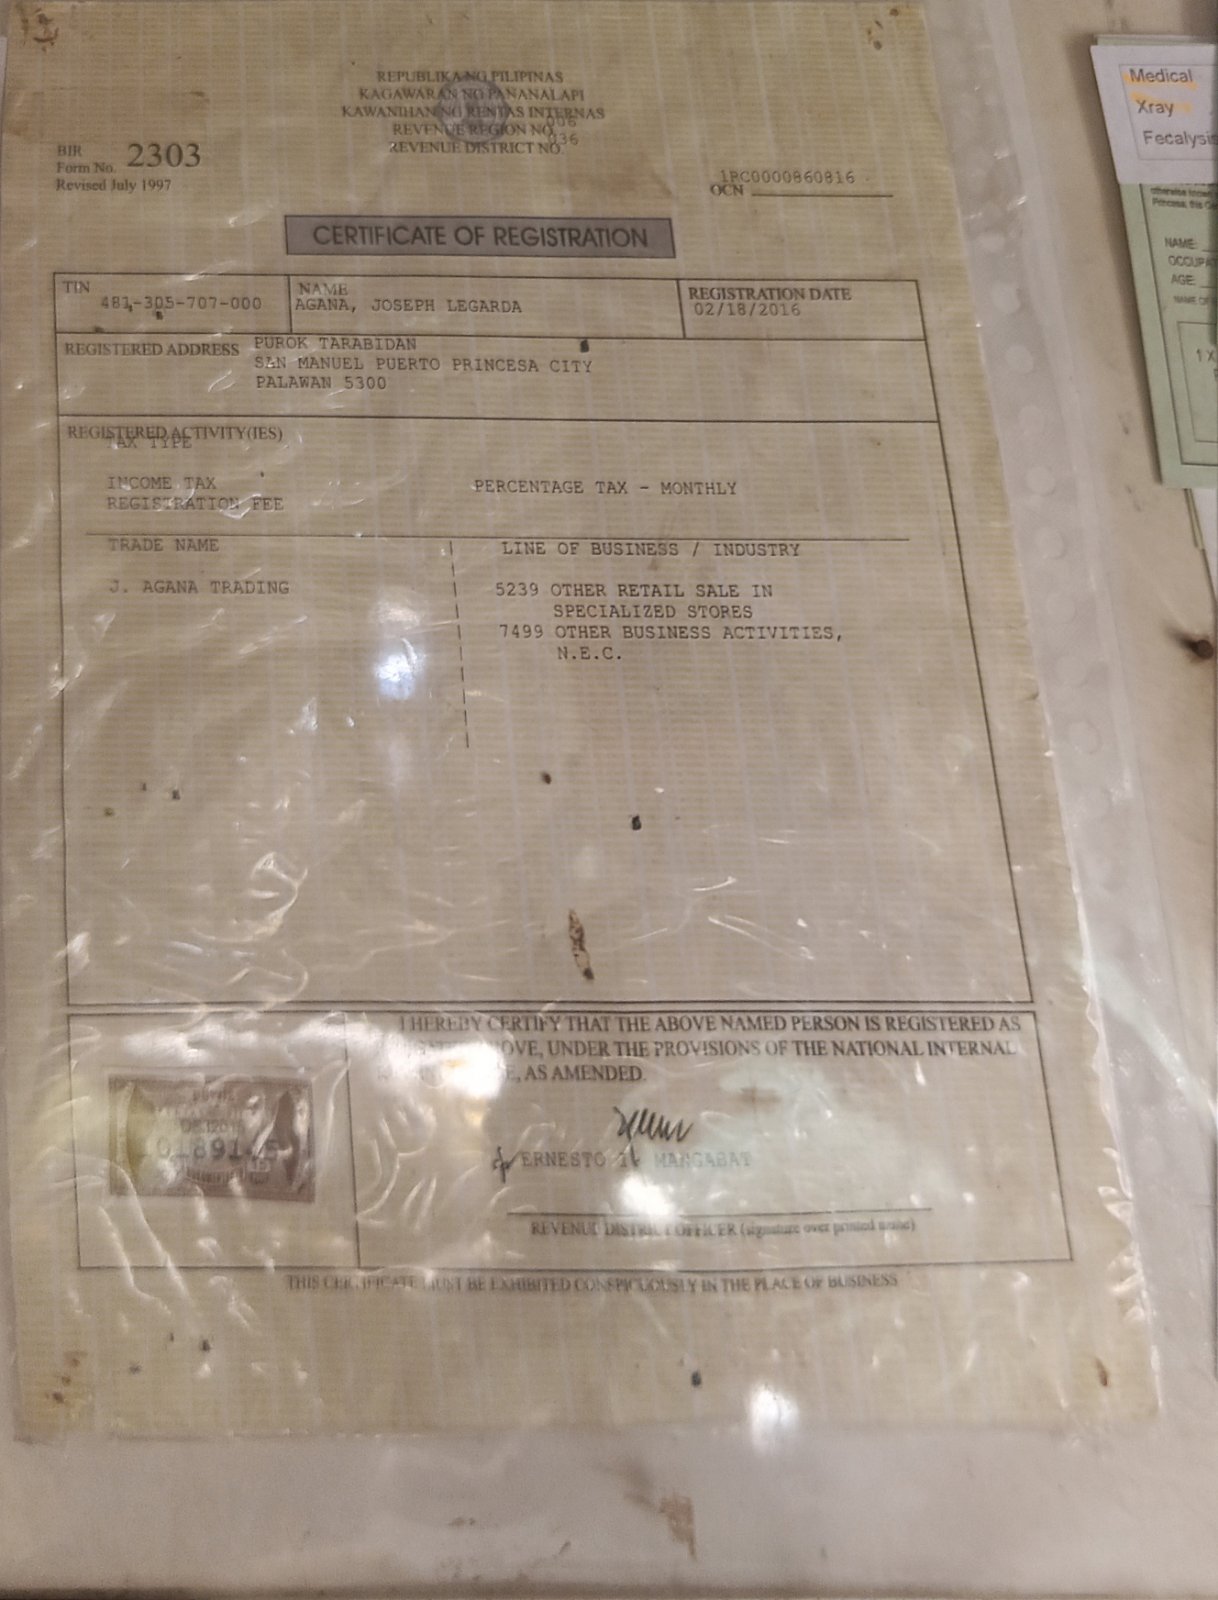 REPUBLIKA NG PILIPINAS
KAGAWARAN NG PANANALAPI
KAWANIHAN NG RENTAS INTERNAS
REVENUE REGION NO. 006
REVENUE DISTRICT NO. 036
BIR
Form No. 2303
Revised July 1997
1RC0000860816
OCN
CERTIFICATE OF REGISTRATION
TIN
481-305-707-000
NAME
AGANA, JOSEPH LEGARDA
REGISTRATION DATE
02/18/2016
REGISTERED ADDRESS
PUROK TARABIDAN
SAN MANUEL PUERTO PRINCESA CITY
PALAWAN 5300
REGISTERED ACTIVITY(IES)
TAX TYPE
INCOME TAX
PERCENTAGE TAX - MONTHLY
REGISTRATION FEE
TRADE NAME
LINE OF BUSINESS / INDUSTRY
J. AGANA TRADING
5239 OTHER RETAIL SALE IN
SPECIALIZED STORES
7499 OTHER BUSINESS ACTIVITIES,
N.E.C.
I HEREBY CERTIFY THAT THE ABOVE NAMED PERSON IS REGISTERED AS
UNDER THE PROVISIONS OF THE NATIONAL INTERNAL
AS AMENDED.
ERNESTO MANGABAT
REVENUE DISTRICT OFFICER (signature over printed name)
THIS CERTIFICATE MUST BE EXHIBITED CONSPICUOUSLY IN THE PLACE OF BUSINESS
Medical
Xray
Fecalysis
NAME:
AGE: